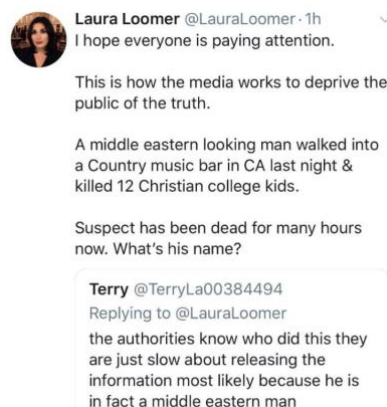 Laura Loomer @LauraLoomer · 1h
I hope everyone is paying attention.
This is how the media works to deprive the
public of the truth.
A middle eastern looking man walked into
a Country music bar in CA last night &
killed 12 Christian college kids.
Suspect has been dead for many hours
now. What's his name?
Terry @TerryLa00384494
Replying to @LauraLoomer
the authorities know who did this they
are just slow about releasing the
information most likely because he is
in fact a middle eastern man